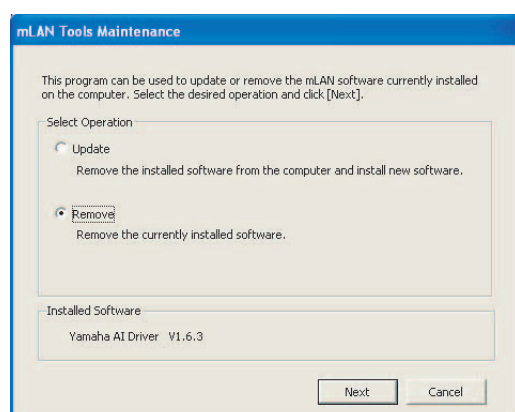 mLAN Tools Maintenance
This program can be used to update or remove the mLAN software currently installed
on the computer. Select the desired operation and click [Next].
Select Operation
Update
Remove the installed software from the computer and install new software.
Remove
Remove the currently installed software.
Installed Software
Yamaha AI Driver V1.6.3
Next Cancel